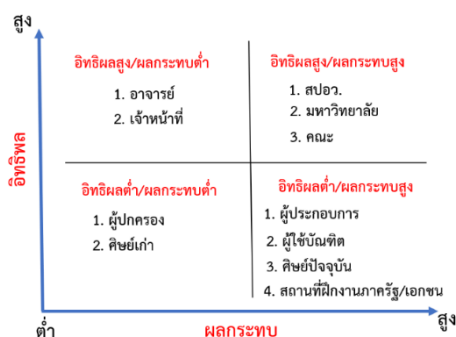 สูง
อิทธิผลสูง/ผลกระทบต่ำ
1. อาจารย์
2. เจ้าหน้าที่
อิทธิผลสูง/ผลกระทบสูง
1. สปอว.
2. มหาวิทยาลัย
3. คณะ
อิทธิพล
อิทธิผลต่ำ/ผลกระทบต่ำ
1. ผู้ปกครอง
2. ศิษย์เก่า
อิทธิผลต่ำ/ผลกระทบสูง
1. ผู้ประกอบการ
2. ผู้ใช้บัณฑิต
3. ศิษย์ปัจจุบัน
4. สถานที่ฝึกงานภาครัฐ/เอกชน
ต่ำ
ผลกระทบ
สูง